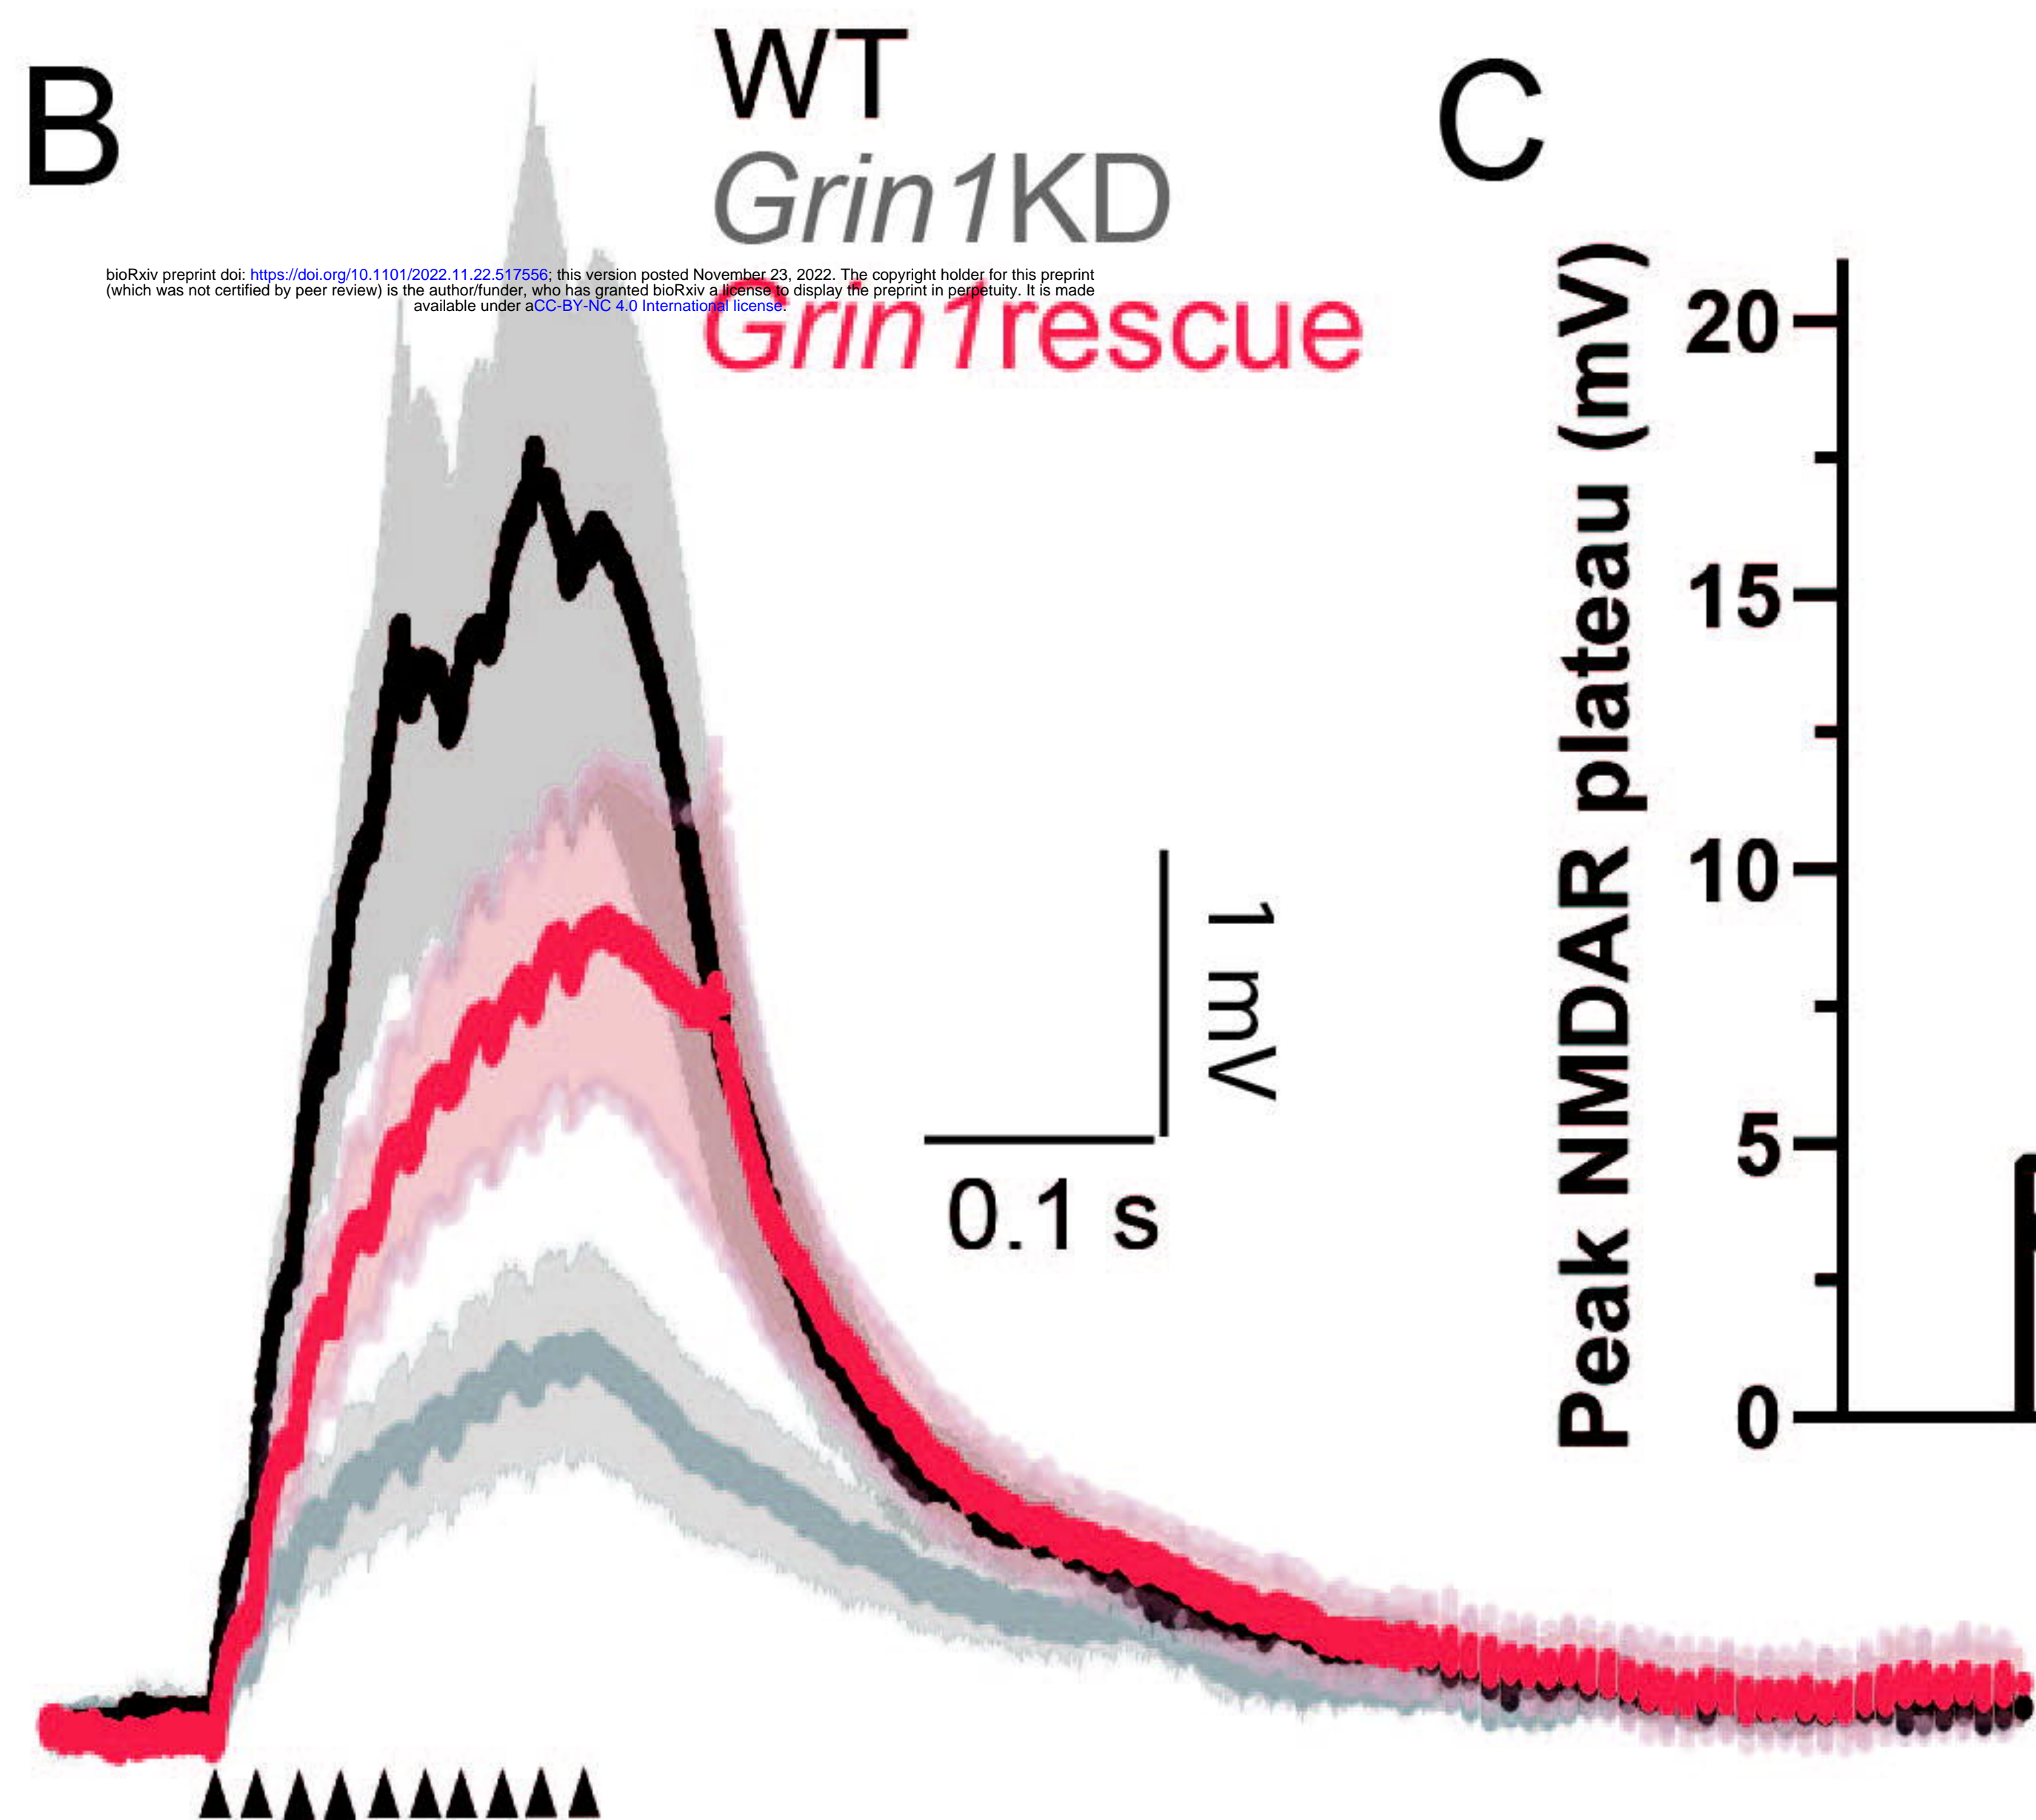 B
WT
Grin1KD
bioRxiv preprint doi: https://doi.org/10.1101/2022.11.22.517556; this version posted November 23, 2022. The copyright holder for this preprint
(which was not certified by peer review) is the author/funder, who has granted bioRxiv a license to display the preprint in perpetuity. It is made
available under aCC-BY-NC 4.0 International license.
Grin1rescue
1 mV
0.1 s
C
Peak NMDAR plateau (mV)
20
15
10
5
0